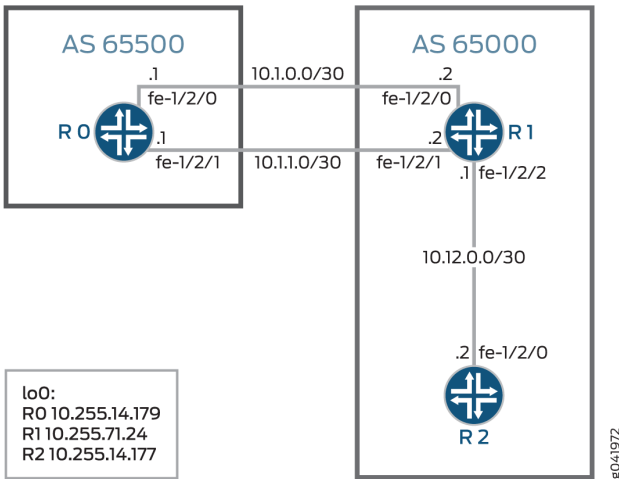 AS 65500
AS 65000
.1
10.1.0.0/30
.2
fe-1/2/0
fe-1/2/0
R0
R1
.1
.2
fe-1/2/1
10.1.1.0/30
fe-1/2/1
.1 fe-1/2/2
10.12.0.0/30
.2 fe-1/2/0
R2
lo0:
R0 10.255.14.179
R1 10.255.71.24
R2 10.255.14.177
g041972